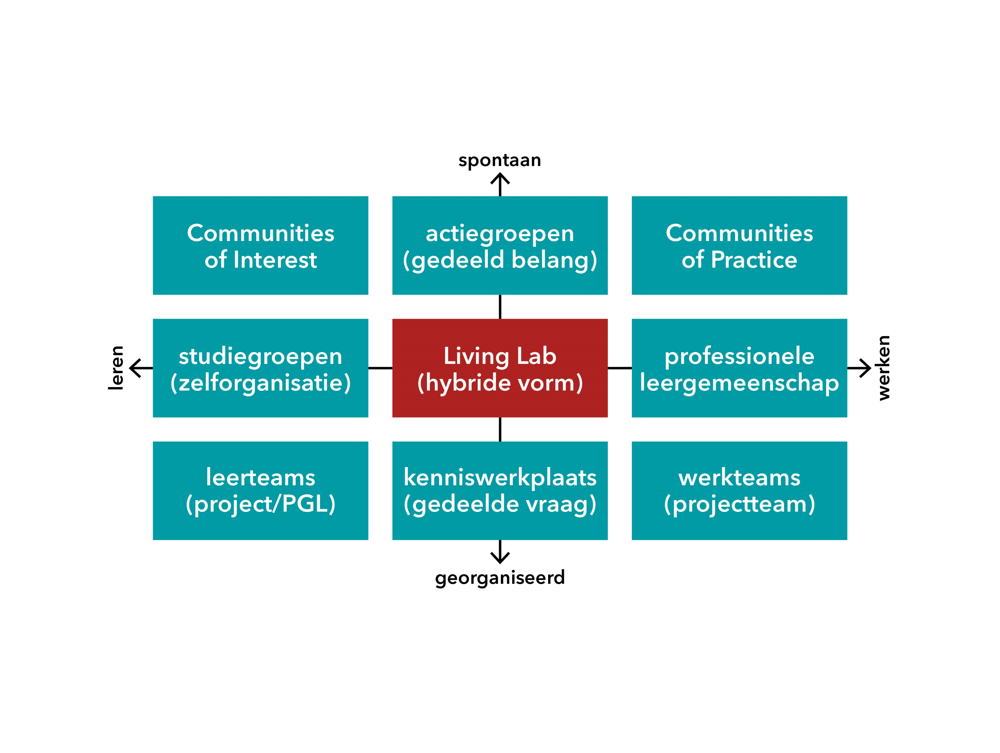 spontaan
Communities
of Interest
actiegroepen
(gedeeld belang)
Communities
of Practice
leren
studiegroepen
(zelforganisatie)
Living Lab
(hybride vorm)
professionele
leergemeenschap
werken
leerteams
(project/PGL)
kenniswerkplaats
(gedeelde vraag)
werkteams
(projectteam)
georganiseerd